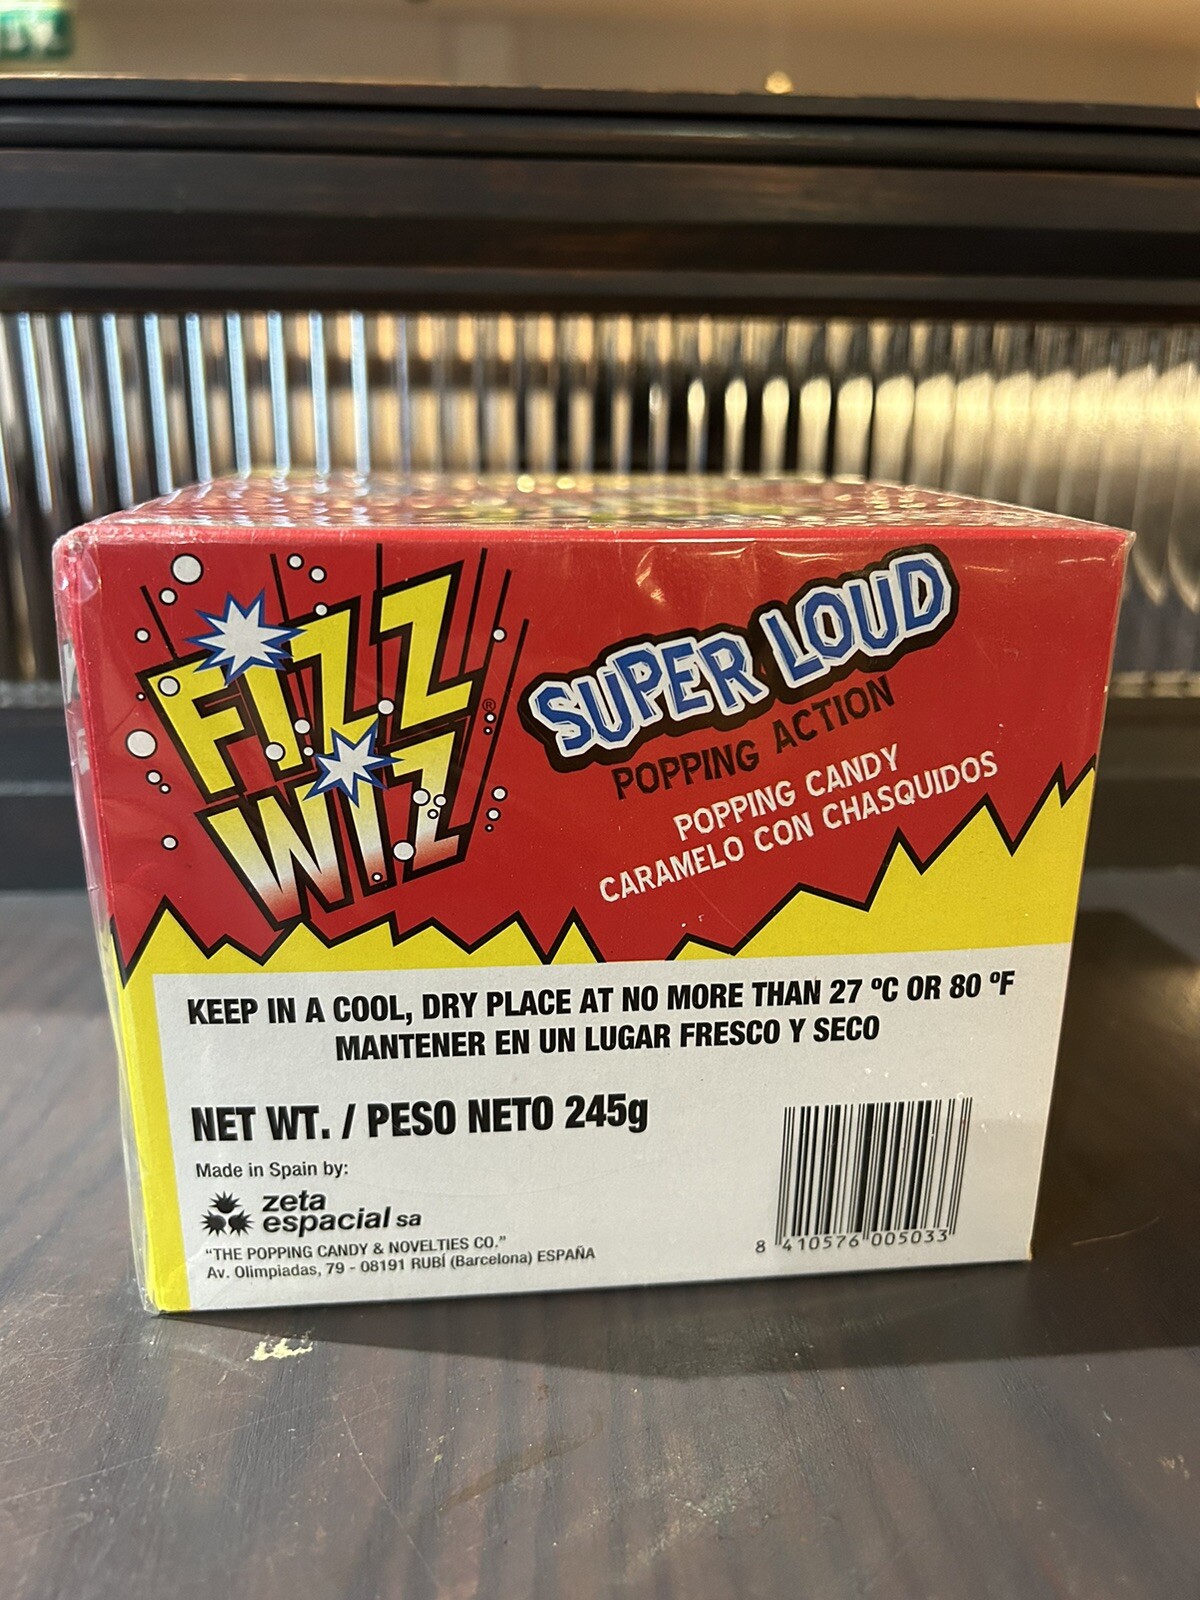 FIZZ
WIZ®
SUPER LOUD
POPPING ACTION
POPPING CANDY
CARAMELO CON CHASQUIDOS
KEEP IN A COOL, DRY PLACE AT NO MORE THAN 27 ºC OR 80 ºF
MANTENER EN UN LUGAR FRESCO Y SECO
NET WT. / PESO NETO 245g
Made in Spain by:
zeta
espacial sa
"THE POPPING CANDY & NOVELTIES CO."
Av. Olimpiadas, 79 - 08191 RUBÍ (Barcelona) ESPAÑA
8 410576 005033